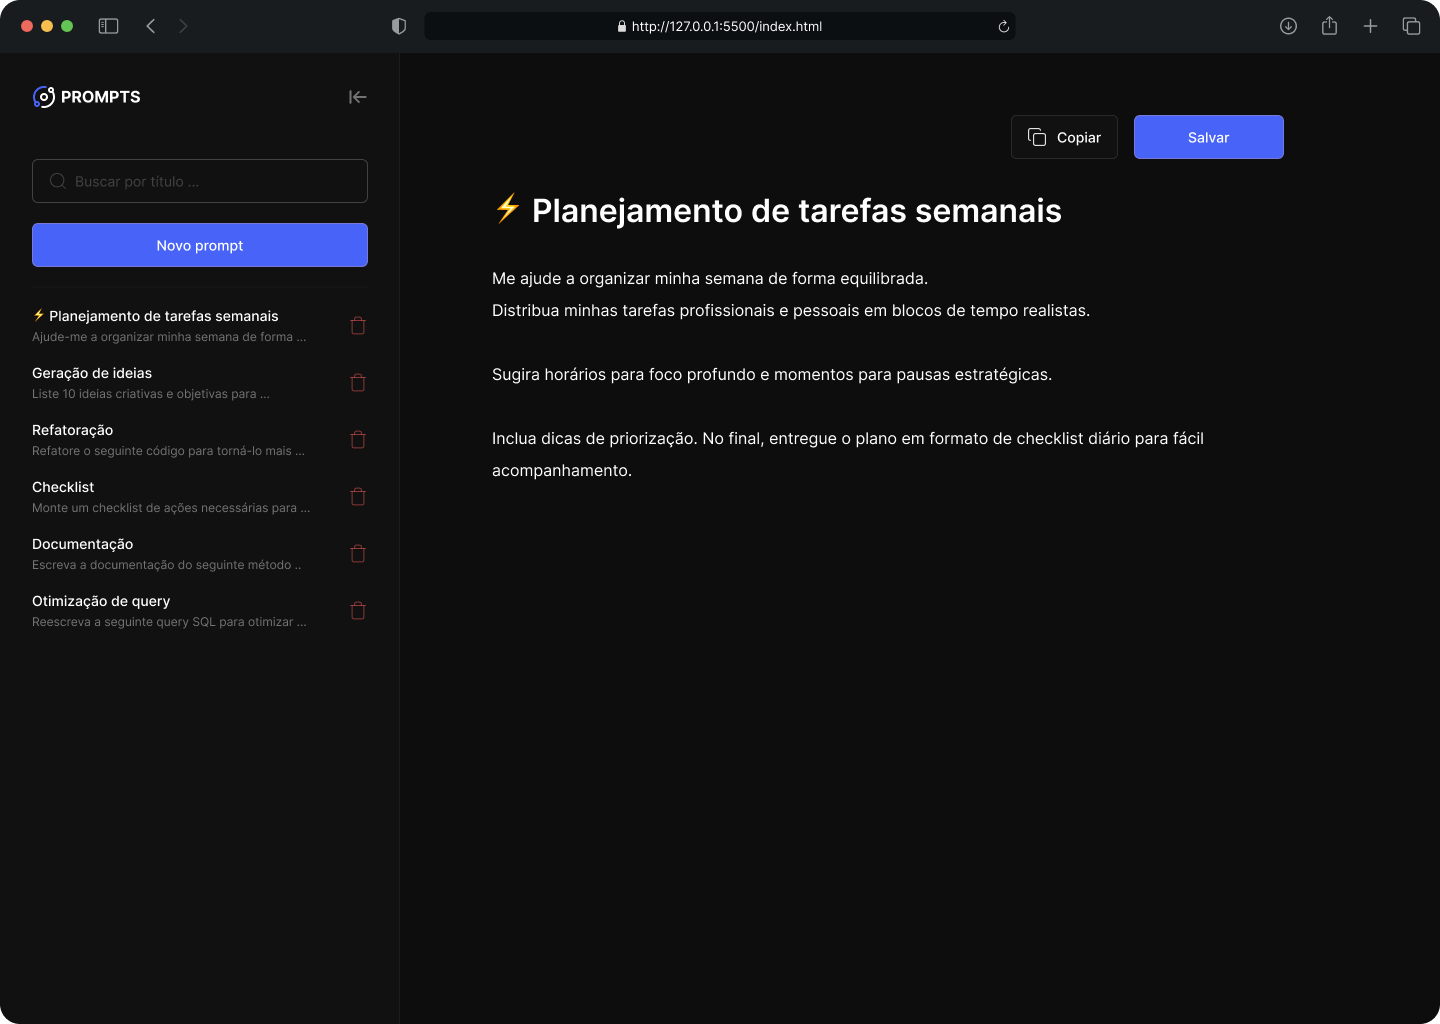 http://127.0.0.1:5500/index.html
PROMPTS
Buscar por título ...
Novo prompt
⚡ Planejamento de tarefas semanais
Ajude-me a organizar minha semana de forma ...
Geração de ideias
Liste 10 ideias criativas e objetivas para ...
Refatoração
Refatore o seguinte código para torná-lo mais ...
Checklist
Monte um checklist de ações necessárias para ...
Documentação
Escreva a documentação do seguinte método ..
Otimização de query
Reescreva a seguinte query SQL para otimizar ...
Copiar
Salvar
⚡ Planejamento de tarefas semanais
Me ajude a organizar minha semana de forma equilibrada.
Distribua minhas tarefas profissionais e pessoais em blocos de tempo realistas.
Sugira horários para foco profundo e momentos para pausas estratégicas.
Inclua dicas de priorização. No final, entregue o plano em formato de checklist diário para fácil
acompanhamento.